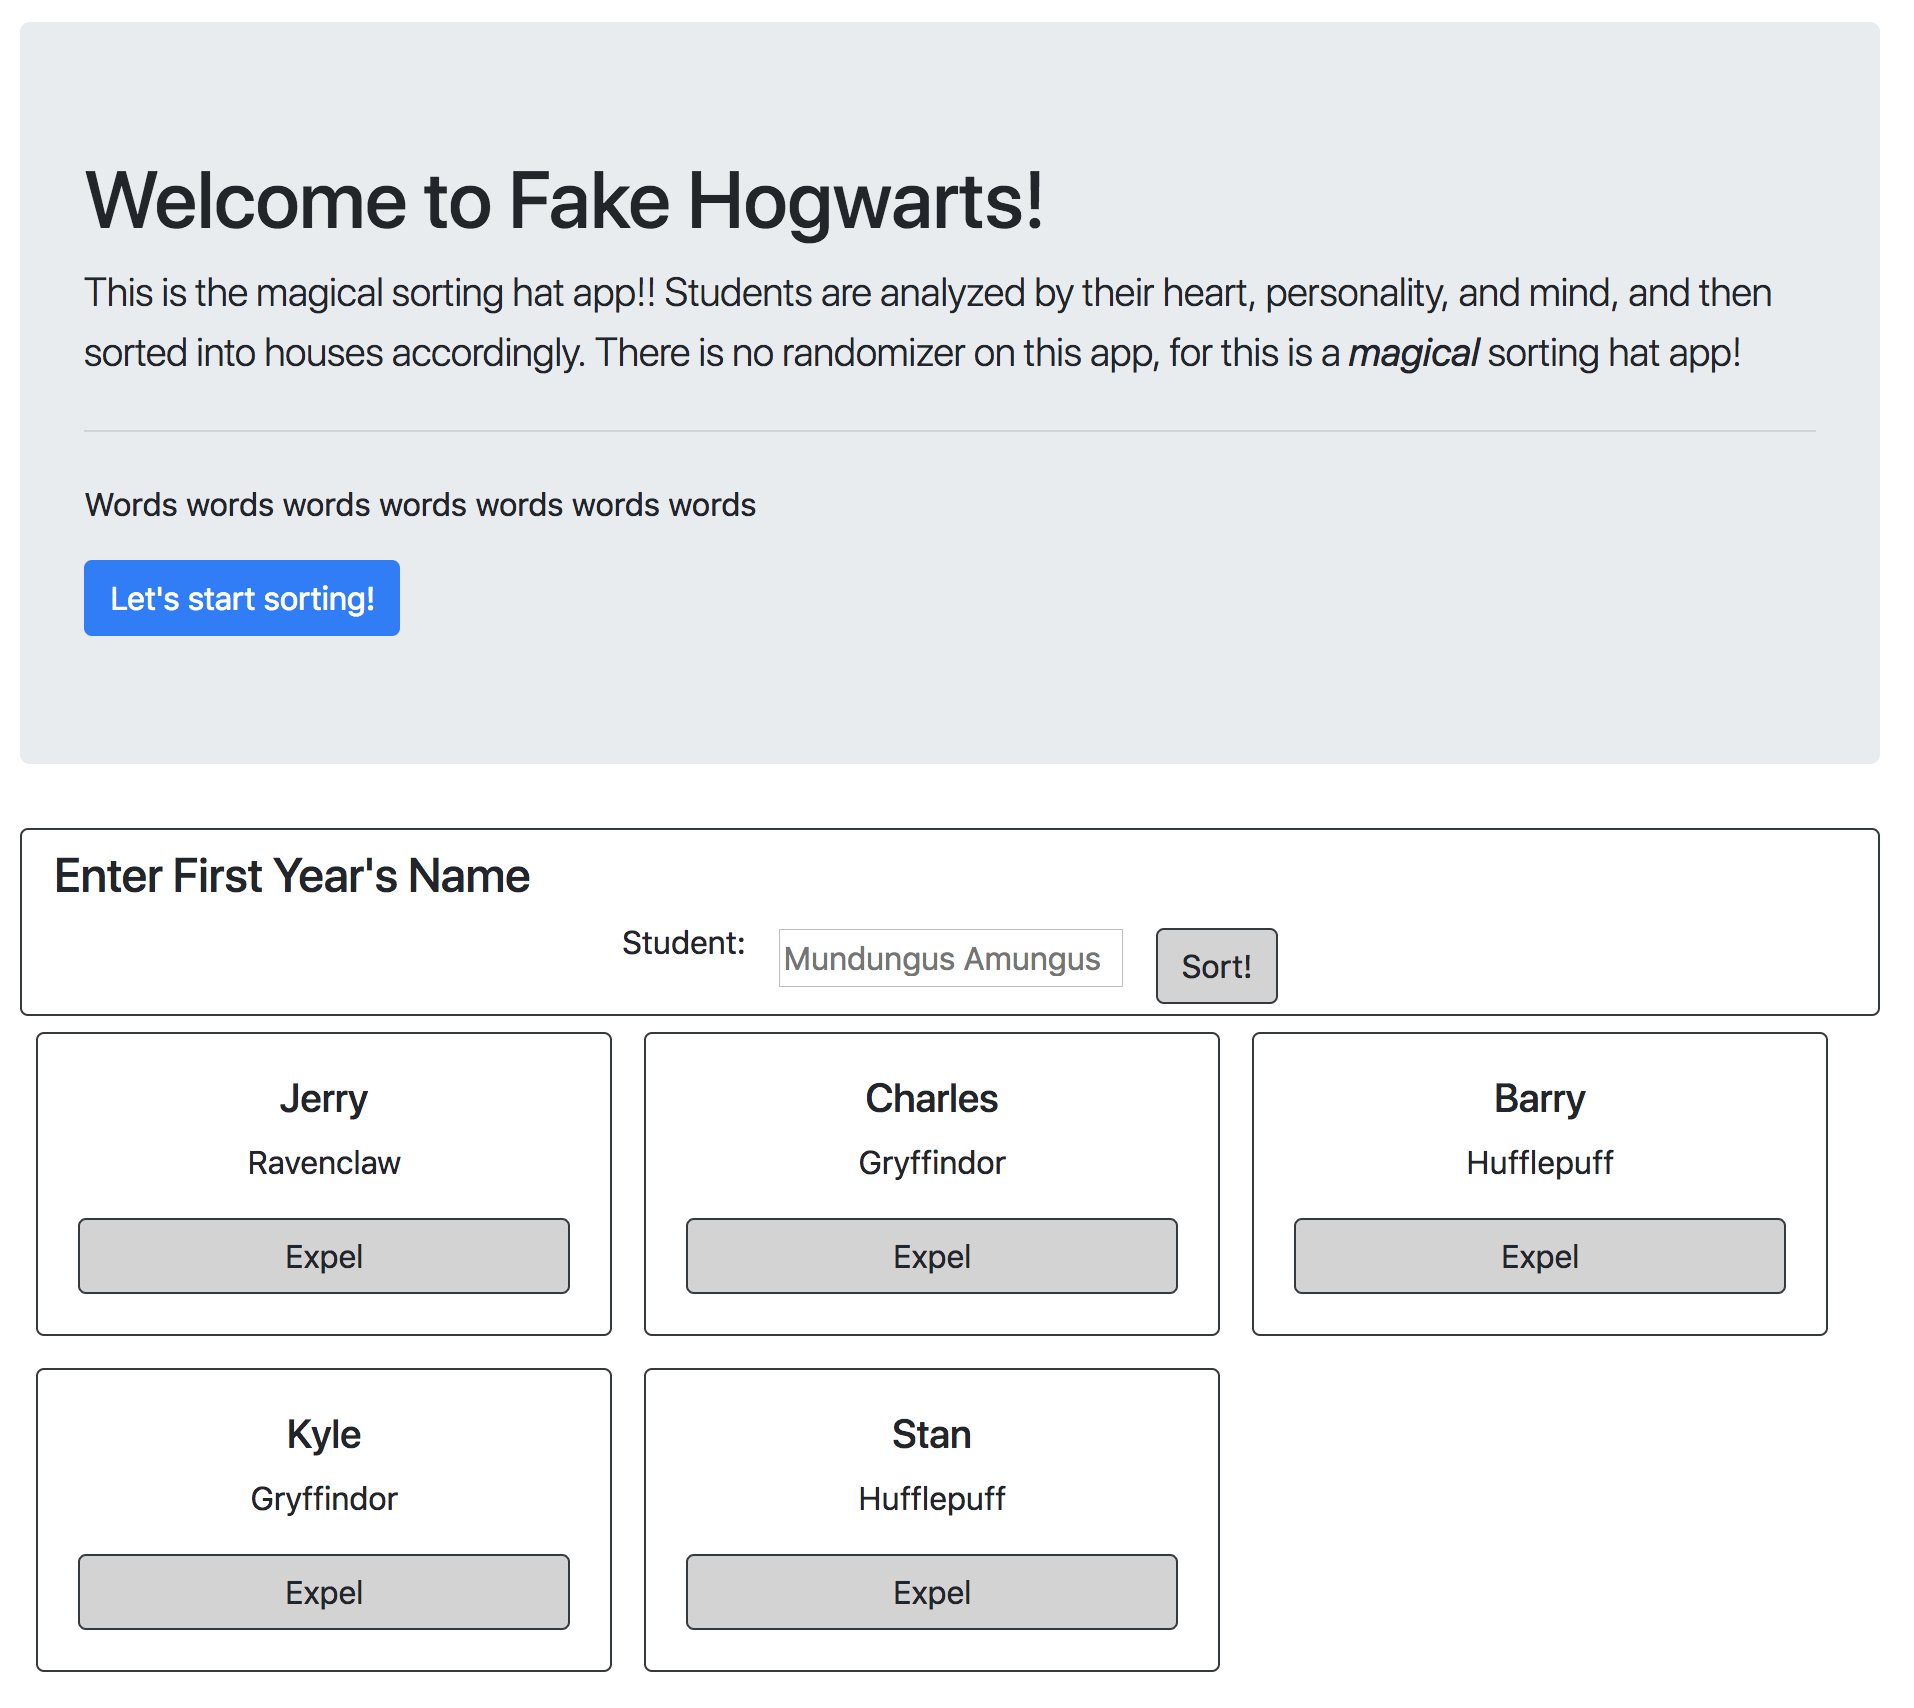 Welcome to Fake Hogwarts!
This is the magical sorting hat app!! Students are analyzed by their heart, personality, and mind, and then
sorted into houses accordingly. There is no randomizer on this app, for this is a magical sorting hat app!
Words words words words words words words
Let's start sorting!
Enter First Year's Name
Student: Mundungus Amungus Sort!
Jerry
Ravenclaw
Expel
Charles
Gryffindor
Expel
Barry
Hufflepuff
Expel
Kyle
Gryffindor
Expel
Stan
Hufflepuff
Expel